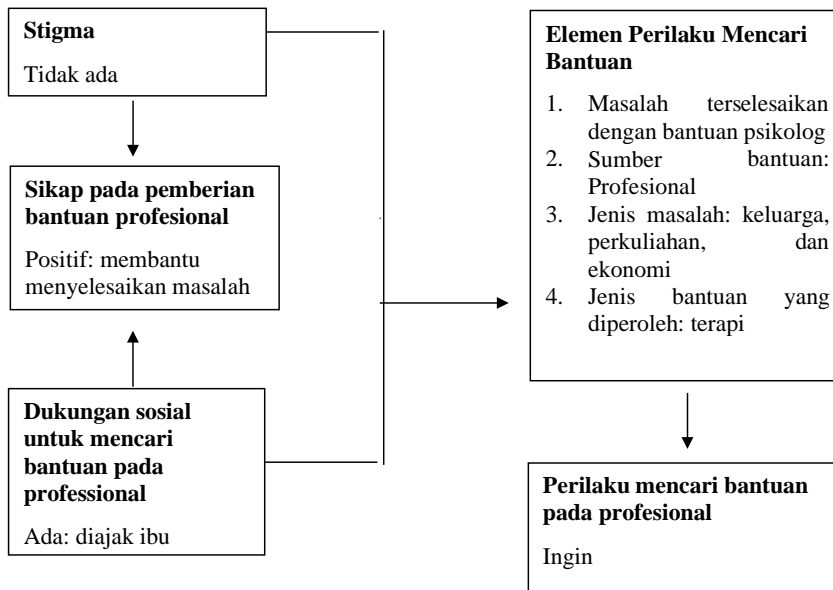 Stigma
Tidak ada
Sikap pada pemberian
bantuan profesional
Positif: membantu
menyelesaikan masalah
Dukungan sosial
untuk mencari
bantuan pada
professional
Ada: diajak ibu
Elemen Perilaku Mencari
Bantuan
1. Masalah terselesaikan
dengan bantuan psikolog
2. Sumber bantuan:
Profesional
3. Jenis masalah: keluarga,
perkuliahan, dan
ekonomi
4. Jenis bantuan yang
diperoleh: terapi
Perilaku mencari bantuan
pada profesional
Ingin